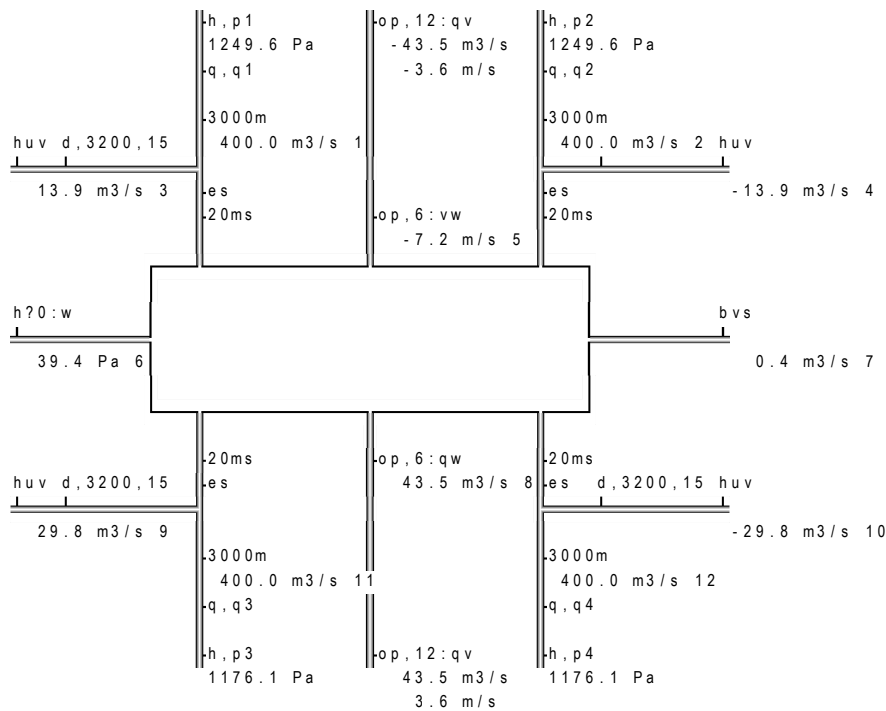 h,p1 op,12:qv h,p2
1249.6 Pa -43.5 m3/s 1249.6 Pa
q,q1 -3.6 m/s q,q2
3000m 3000m
huv d,3200,15 400.0 m3/s 1 400.0 m3/s 2 huv
13.9 m3/s 3 es es -13.9 m3/s 4
20ms op,6:vw 20ms
-7.2 m/s 5
h?0:w bvs
39.4 Pa 6 0.4 m3/s 7
20ms op,6:qw 20ms
huv d,3200,15 es 43.5 m3/s 8 es d,3200,15 huv
29.8 m3/s 9 -29.8 m3/s 10
3000m 3000m
400.0 m3/s 11 400.0 m3/s 12
q,q3 q,q4
h,p3 op,12:qv h,p4
1176.1 Pa 43.5 m3/s 1176.1 Pa
3.6 m/s